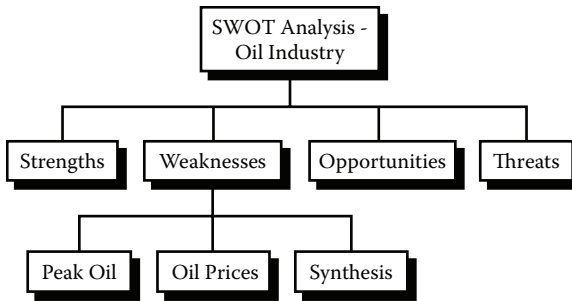 SWOT Analysis -
Oil Industry
Strengths
Weaknesses
Opportunities
Threats
Peak Oil
Oil Prices
Synthesis